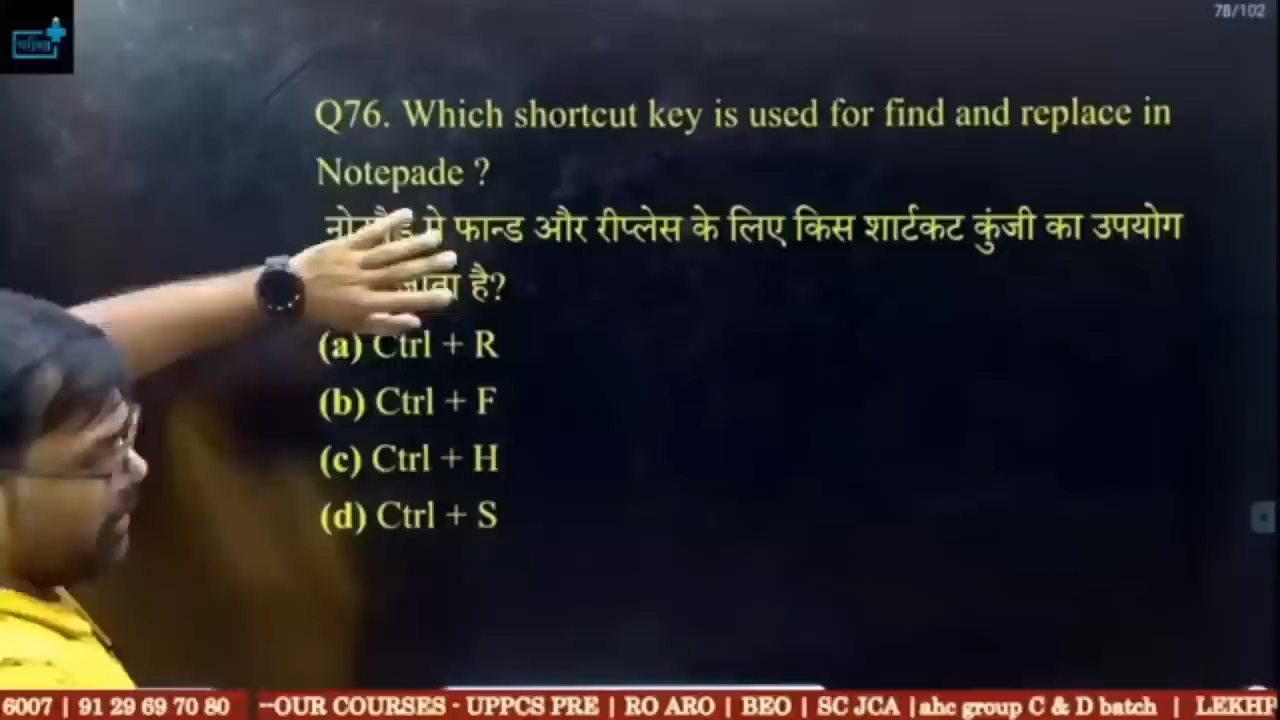 78/102
Q76. Which shortcut key is used for find and replace in
Notepade ?
फान्ड और रीप्लेस के लिए किस शार्टकट कुंजी का उपयोग
है?
(a) Ctrl + R
(b) Ctrl + F
(c) Ctrl + H
(d) Ctrl + S
6007 | 91 29 69 70 80 --OUR COURSES - UPPCS PRE | RO ARO | BEO | SC JCA |ahc group C & D batch | LEKHP